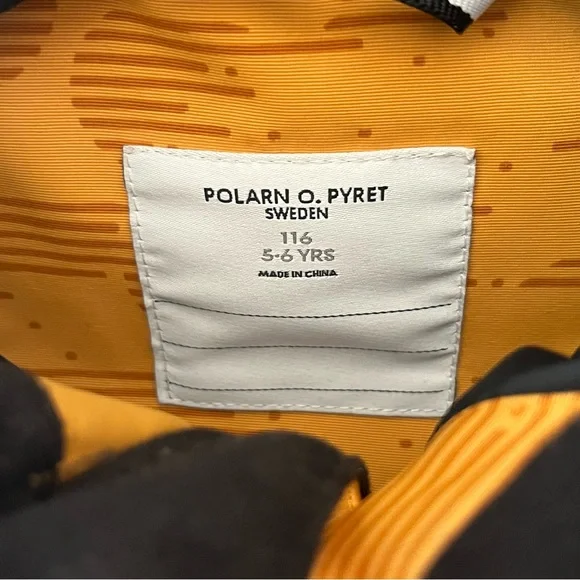 POLARN O. PYRET
SWEDEN
116
5-6 YRS
MADE IN CHINA